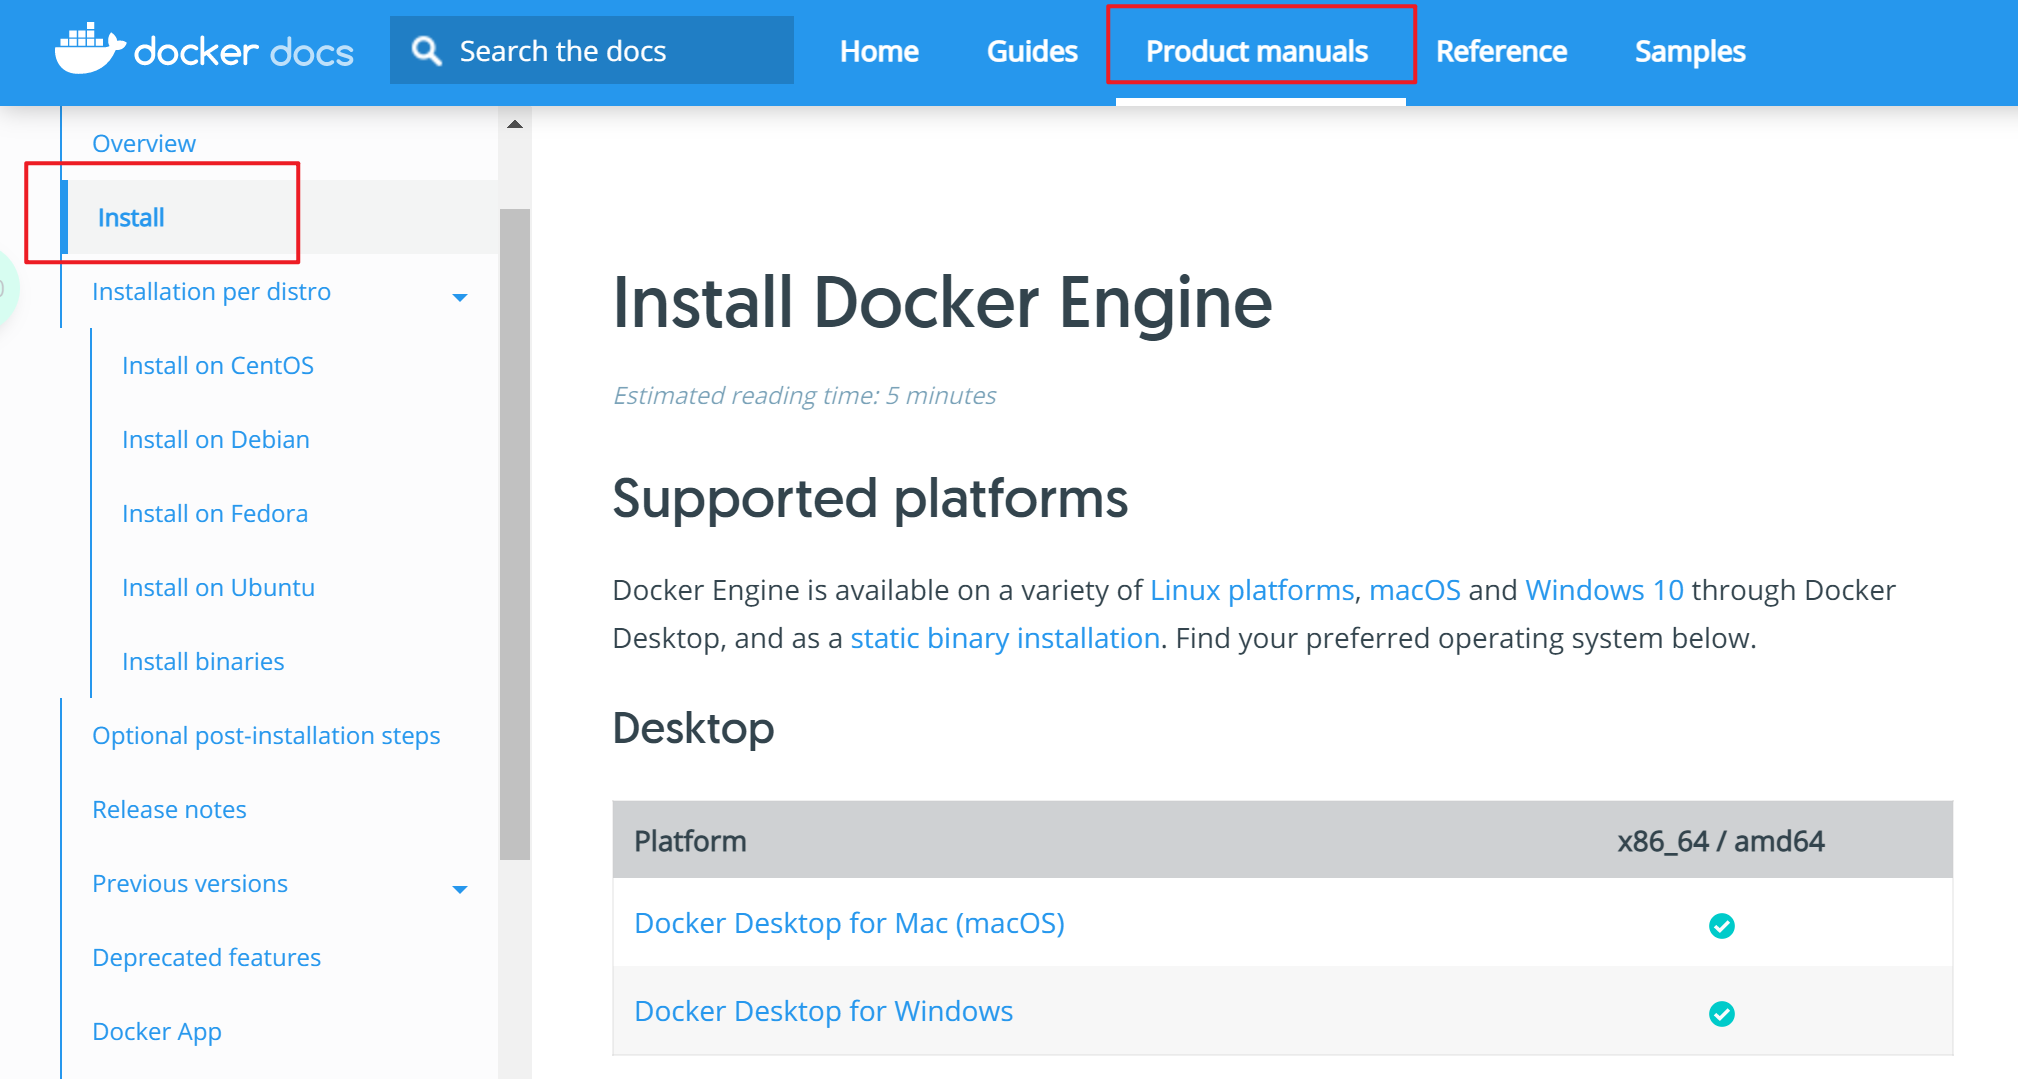 docker docs
Search the docs
Home
Guides
Product manuals
Reference
Samples
Overview
Install
Installation per distro
Install on CentOS
Install on Debian
Install on Fedora
Install on Ubuntu
Install binaries
Optional post-installation steps
Release notes
Previous versions
Deprecated features
Docker App
Install Docker Engine
Estimated reading time: 5 minutes
Supported platforms
Docker Engine is available on a variety of Linux platforms, macOS and Windows 10 through Docker
Desktop, and as a static binary installation. Find your preferred operating system below.
Desktop
Platform x86_64 / amd64
Docker Desktop for Mac (macOS)
Docker Desktop for Windows